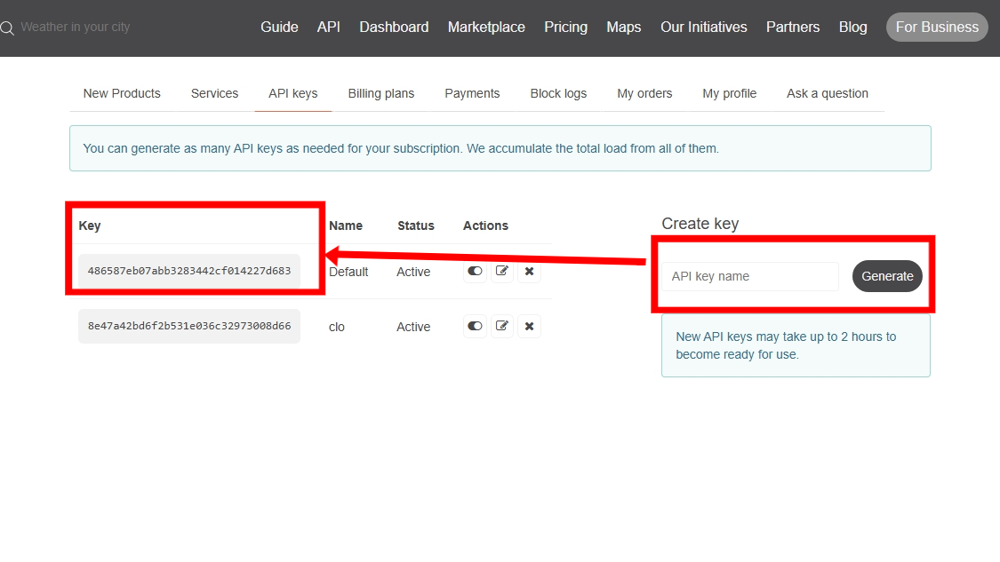 Weather in your city
Guide API Dashboard Marketplace Pricing Maps Our Initiatives Partners Blog For Business
New Products Services API keys Billing plans Payments Block logs My orders My profile Ask a question
You can generate as many API keys as needed for your subscription. We accumulate the total load from all of them.
Key Name Status Actions
486587eb07abb3283442cf014227d683 Default Active
8e47a42bd6f2b531e036c32973008d66 clo Active
Create key
API key name Generate
New API keys may take up to 2 hours to
become ready for use.